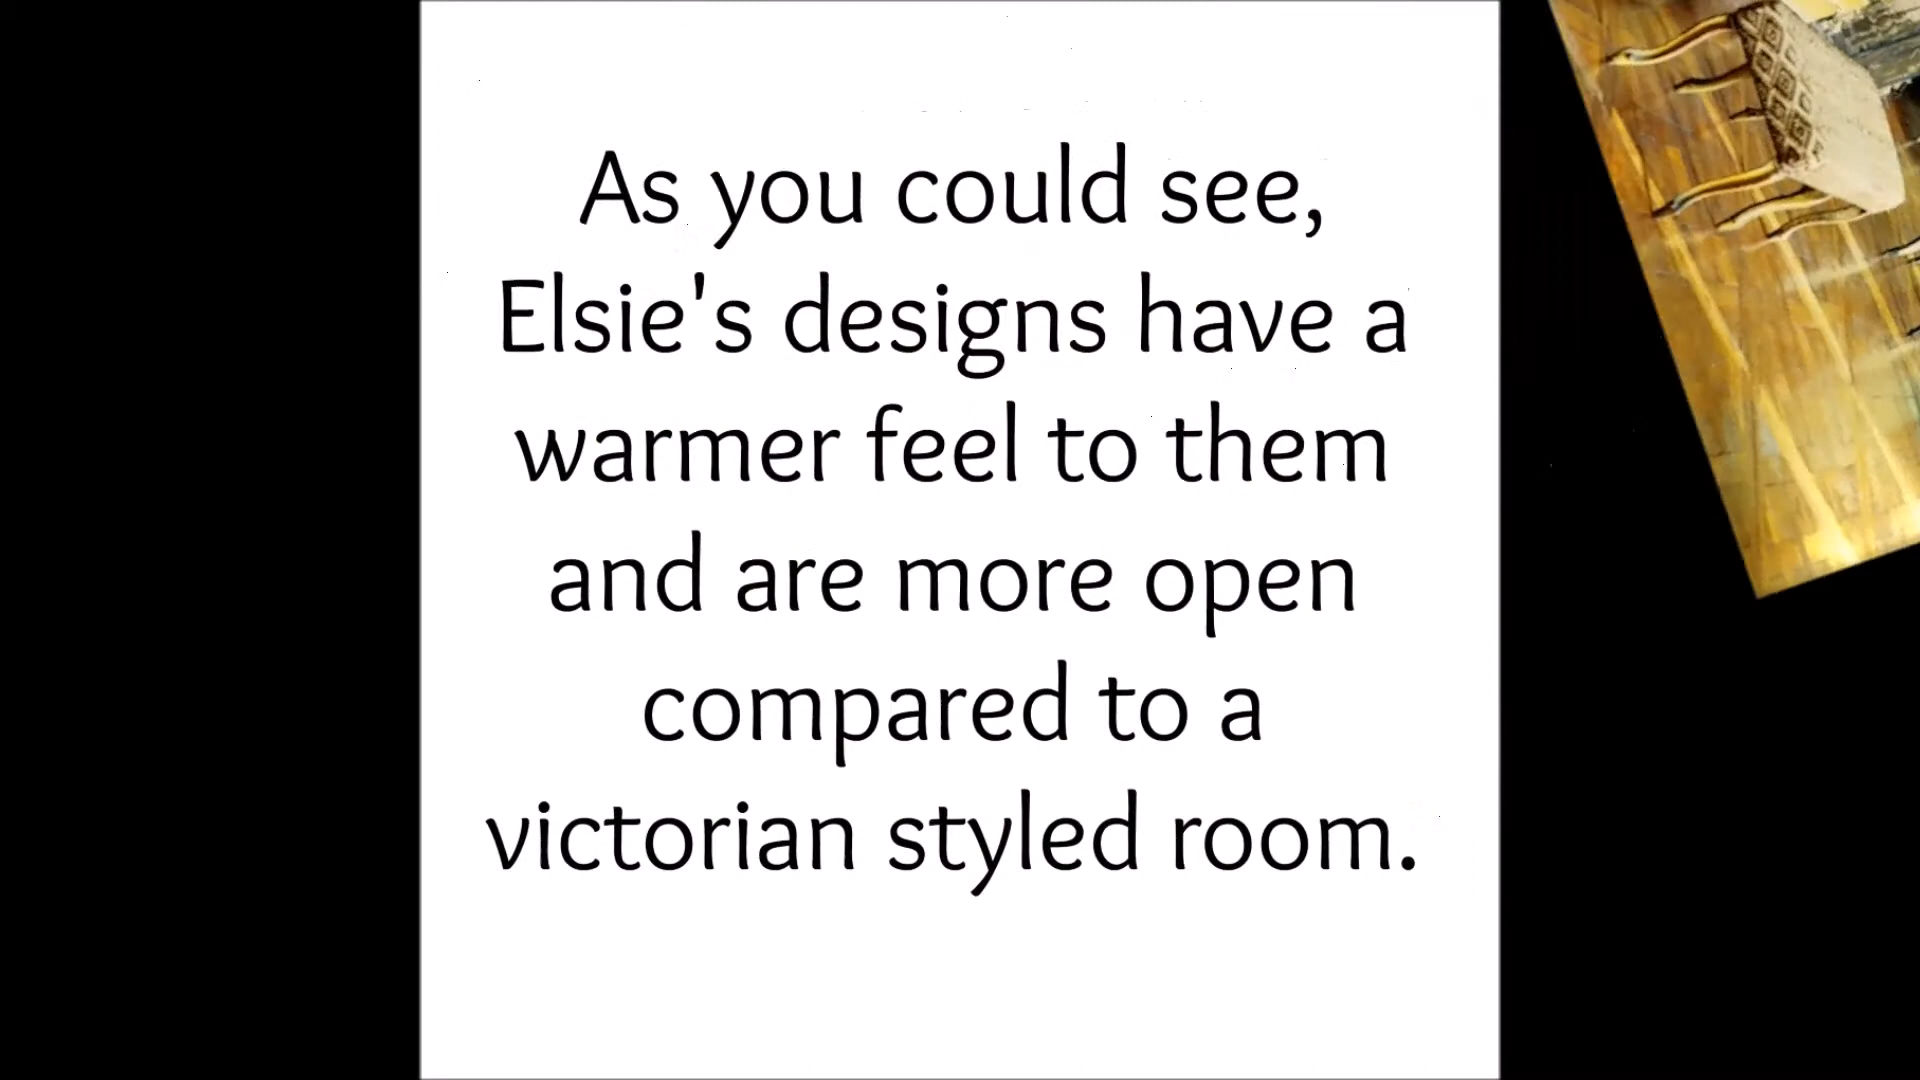 As you could see,
Elsie's designs have a
warmer feel to them
and are more open
compared to a
victorian styled room.